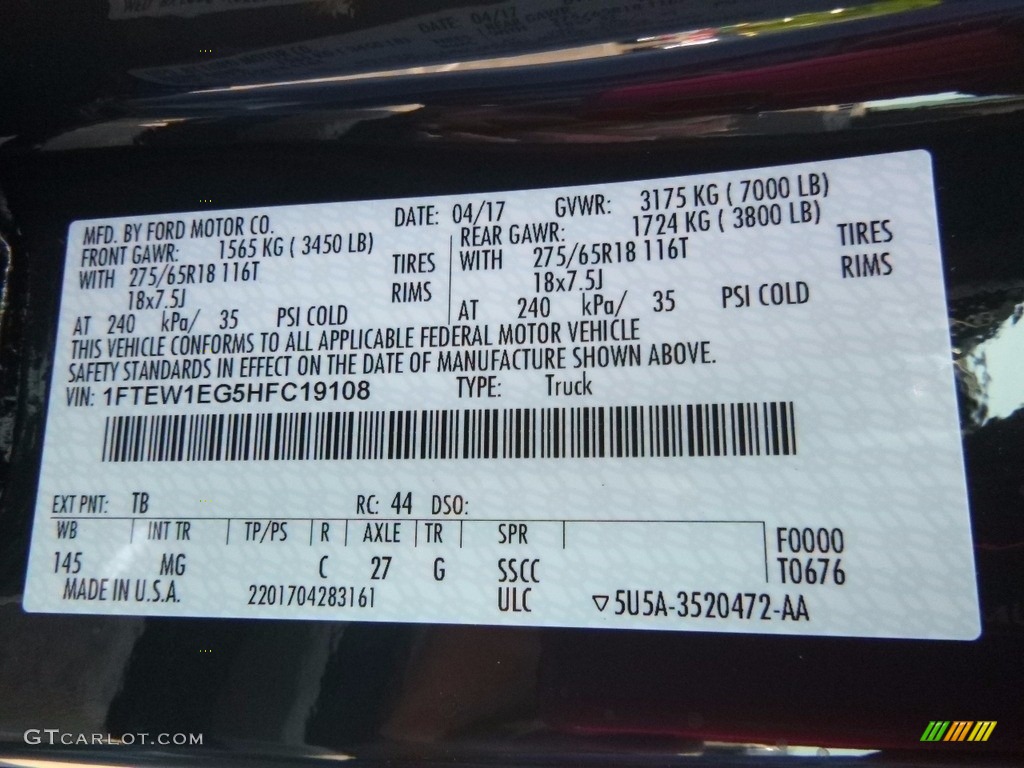 DATE: 04/17
MFD. BY FORD MOTOR CO. DATE: 04/17 GVWR: 3175 KG ( 7000 LB)
FRONT GAWR: 1565 KG ( 3450 LB) REAR GAWR: 1724 KG ( 3800 LB)
WITH 275/65R18 116T TIRES WITH 275/65R18 116T TIRES
18x7.5J RIMS 18x7.5J RIMS
AT 240 kPa/ 35 PSI COLD AT 240 kPa/ 35 PSI COLD
THIS VEHICLE CONFORMS TO ALL APPLICABLE FEDERAL MOTOR VEHICLE
SAFETY STANDARDS IN EFFECT ON THE DATE OF MANUFACTURE SHOWN ABOVE.
VIN: 1FTEW1EG5HFC19108 TYPE: Truck
EXT PNT: TB RC: 44 DSO:
WB INT TR TP/PS R AXLE TR SPR F0000
145 MG C 27 G SSCC T0676
MADE IN U.S.A. 2201704283161 ULC ▽5U5A-3520472-AA
GTCARLOT.COM